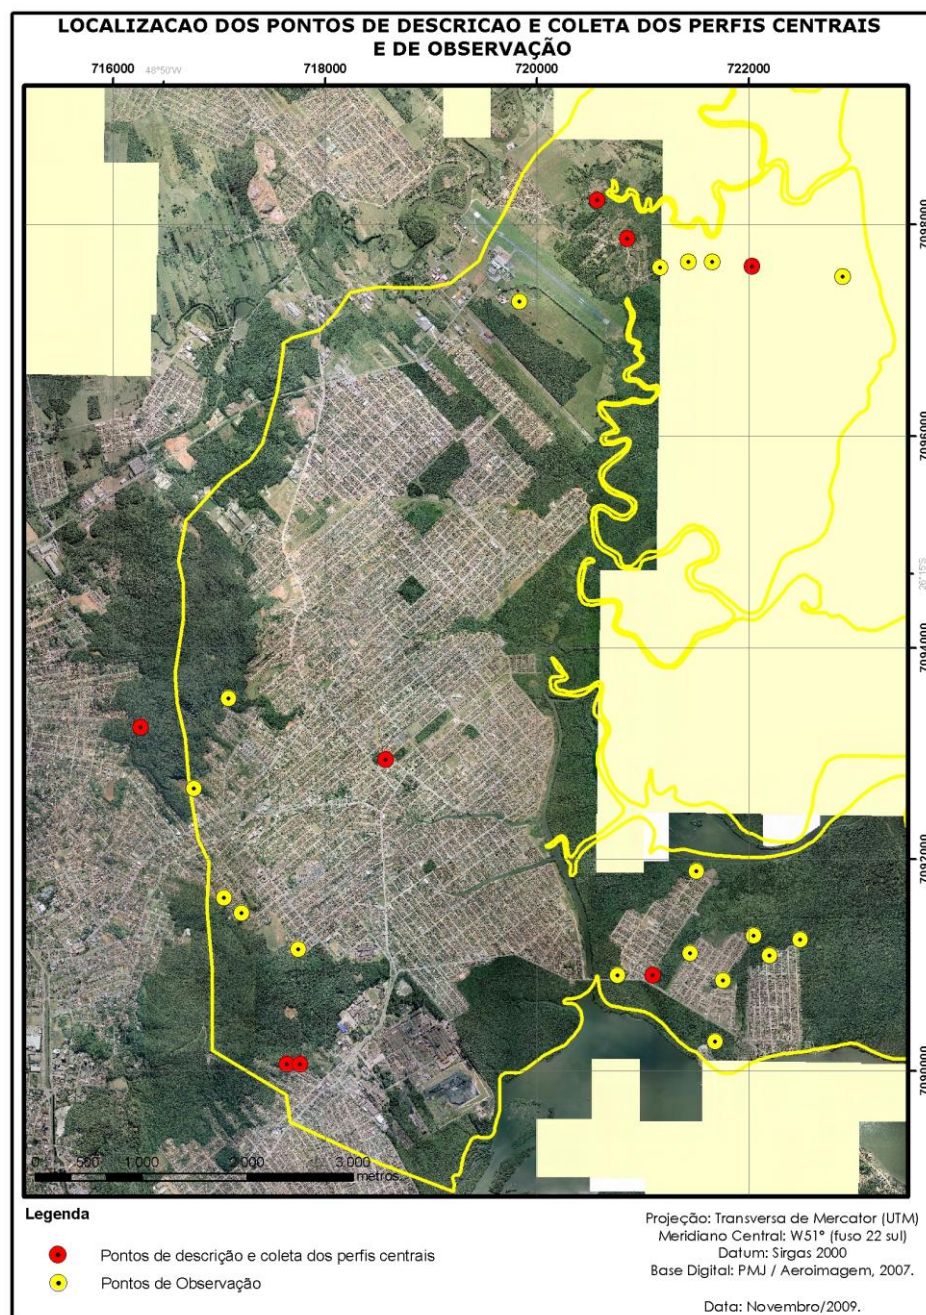 LOCALIZACAO DOS PONTOS DE DESCRICAO E COLETA DOS PERFIS CENTRAIS
E DE OBSERVAÇÃO
716000 48°50'W 718000 720000 722000
7098000
7096000
26°15'S
7094000
7092000
7090000
0 500 1.000 2.000 3.000
metros
Legenda
Pontos de descrição e coleta dos perfis centrais
Pontos de Observação
Projeção: Transversa de Mercator (UTM)
Meridiano Central: W51° (fuso 22 sul)
Datum: Sirgas 2000
Base Digital: PMJ / Aeroimagem, 2007.
Data: Novembro/2009.